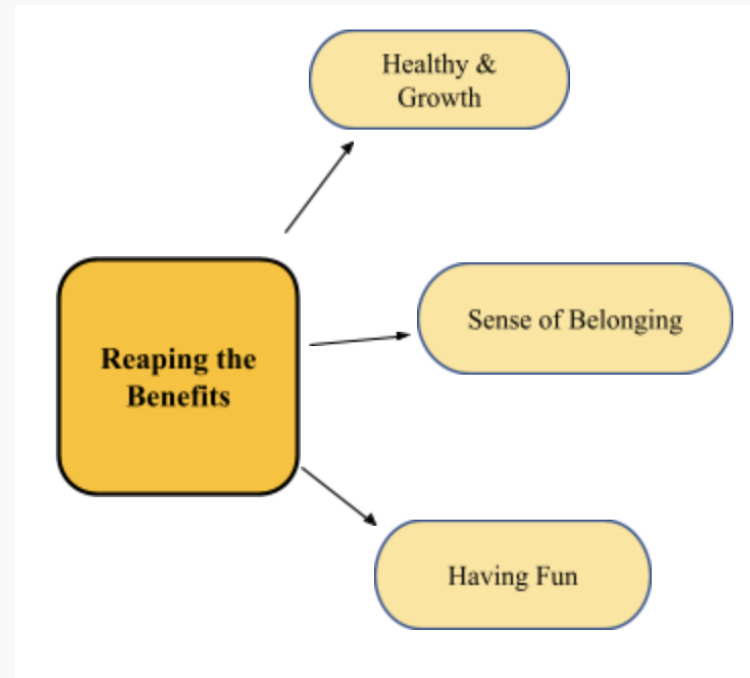 Healthy &
Growth
Reaping the
Benefits
Sense of Belonging
Having Fun